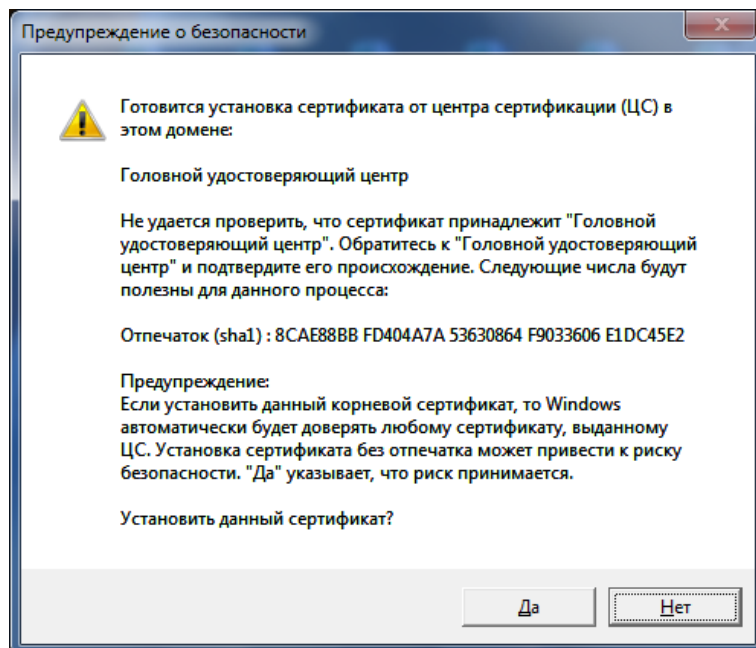 Предупреждение о безопасности
Готовится установка сертификата от центра сертификации (ЦС) в
этом домене:
Головной удостоверяющий центр
Не удается проверить, что сертификат принадлежит "Головной
удостоверяющий центр". Обратитесь к "Головной удостоверяющий
центр" и подтвердите его происхождение. Следующие числа будут
полезны для данного процесса:
Отпечаток (sha1) : 8CAE88BB FD404A7A 53630864 F9033606 E1DC45E2
Предупреждение:
Если установить данный корневой сертификат, то Windows
автоматически будет доверять любому сертификату, выданному
ЦС. Установка сертификата без отпечатка может привести к риску
безопасности. "Да" указывает, что риск принимается.
Установить данный сертификат?
Да
Нет